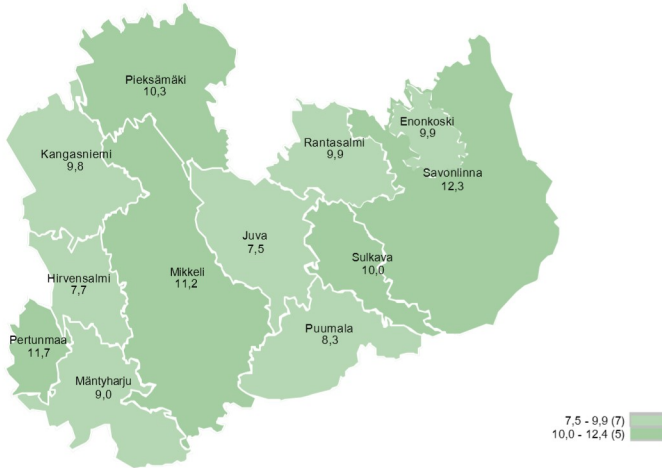 Pieksämäki
10,3
Enonkoski
9,9
Rantasalmi
9,9
Kangasniemi
9,8
Savonlinna
12,3
Juva
7,5
Sulkava
10,0
Mikkeli
11,2
Hirvensalmi
7,7
Puumala
8,3
Pertunmaa
11,7
Mäntyharju
9,0
7,5 - 9,9 (7)
10,0 - 12,4 (5)